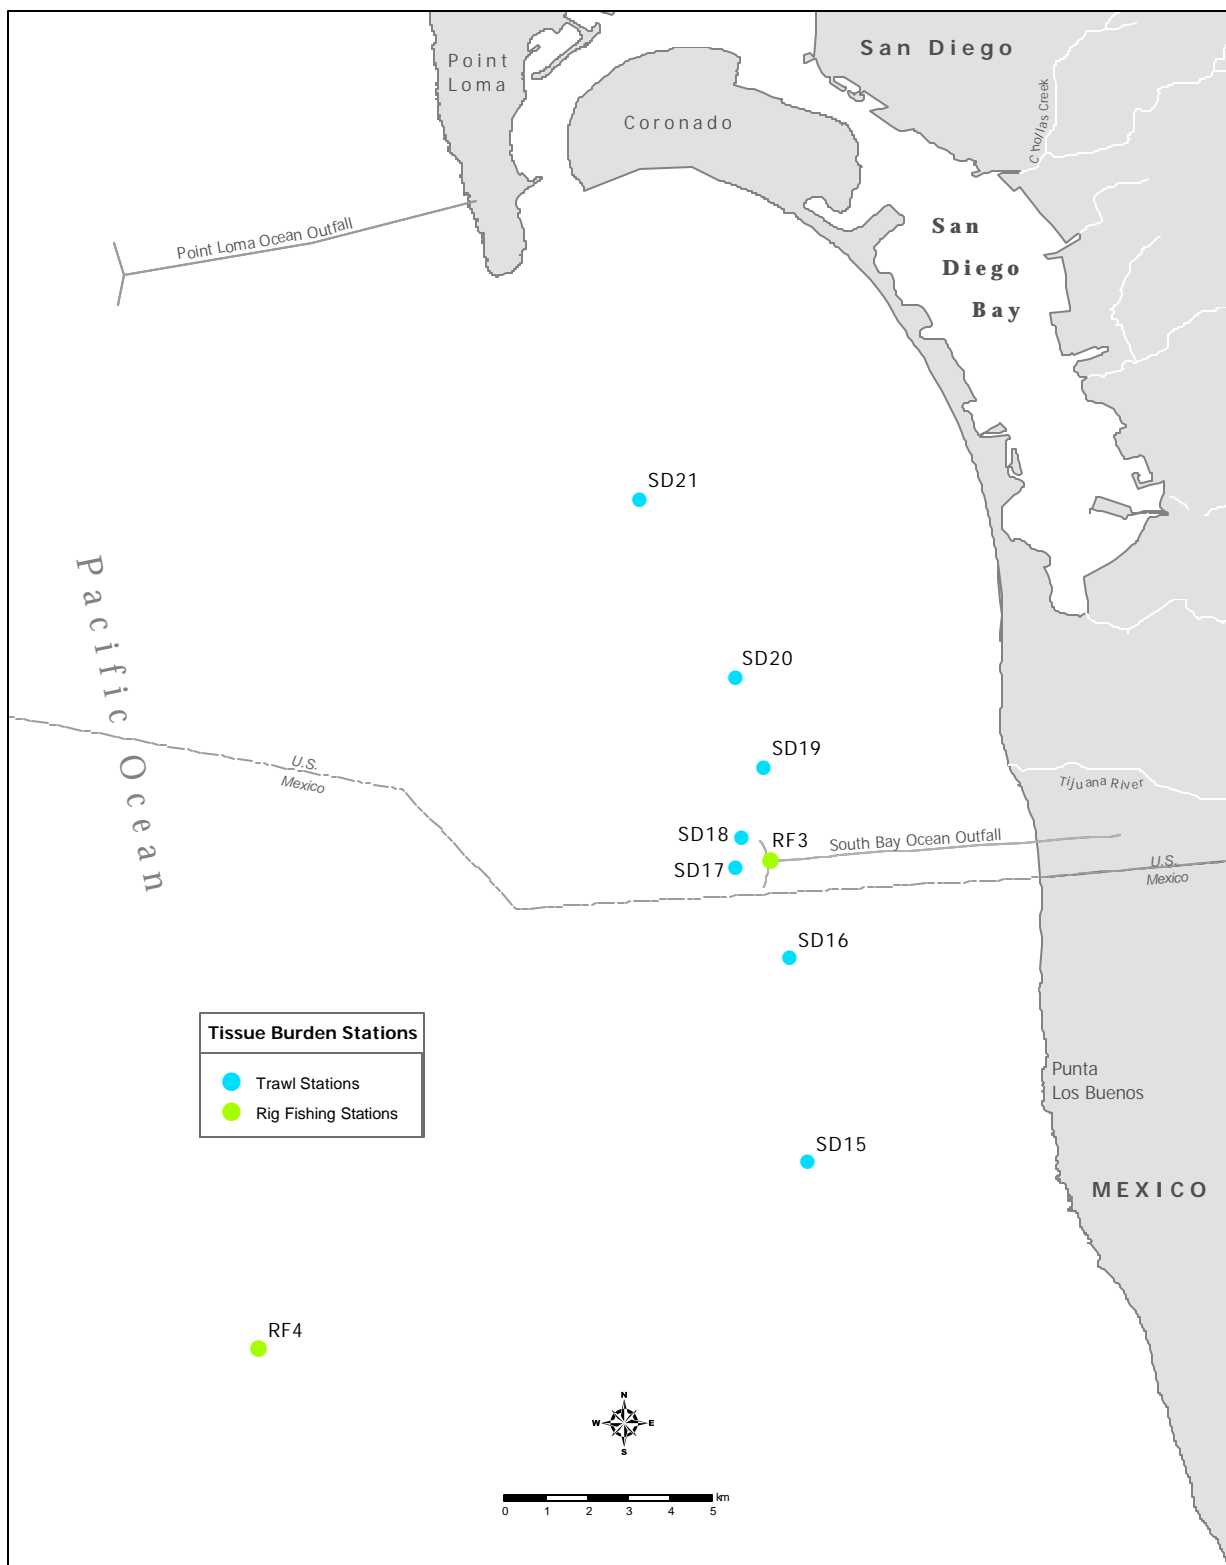 San Diego
Point
Loma
Coronado
Chollas Creek
San
Diego
Bay
Point Loma Ocean Outfall
SD21
Pacific Ocean
SD20
SD19
U.S.
Mexico
Tijuana River
SD18
RF3
South Bay Ocean Outfall
SD17
U.S.
Mexico
SD16
Tissue Burden Stations
Trawl Stations
Rig Fishing Stations
Punta
Los Buenos
SD15
MEXICO
RF4
N
W
E
S
km
0 1 2 3 4 5